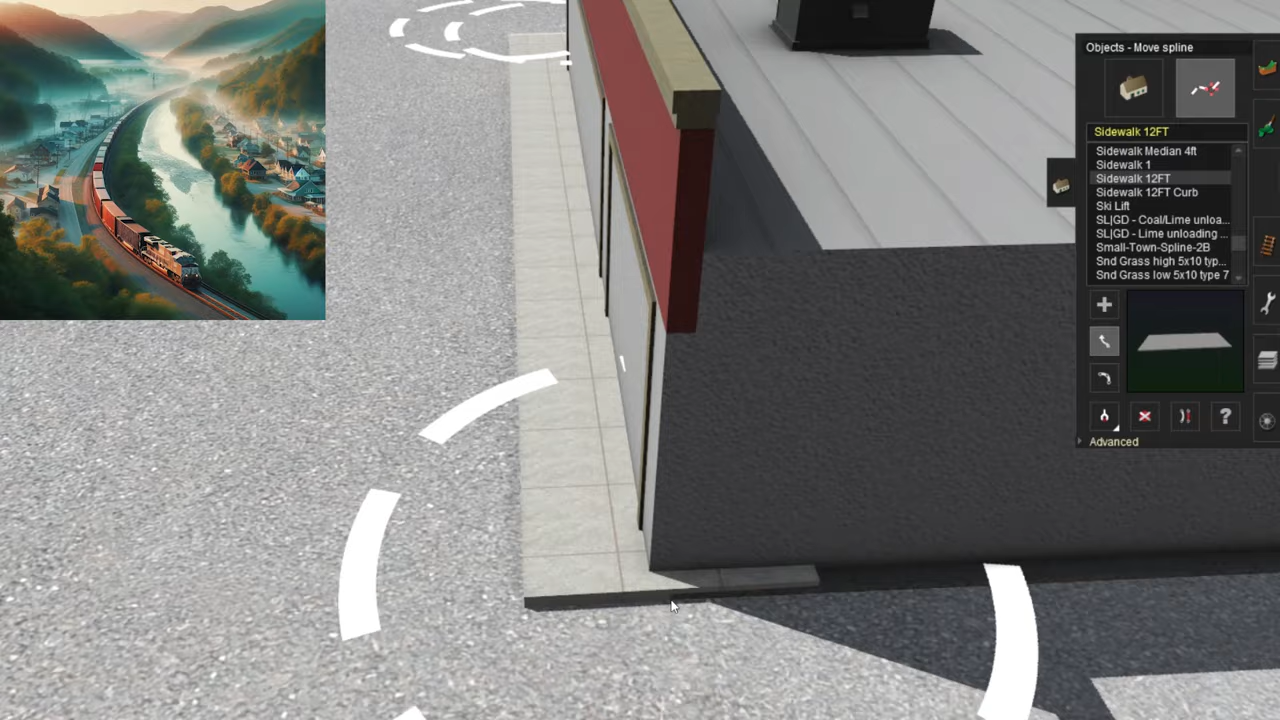 Objects - Move spline
Sidewalk 12FT
Sidewalk Median 4ft
Sidewalk 1
Sidewalk 12FT
Sidewalk 12FT Curb
Ski Lift
SL|GD - Coal/Lime unloa...
SL|GD - Lime unloading ...
Small-Town-Spline-2B
Snd Grass high 5x10 typ...
Snd Grass low 5x10 type 7
?
Advanced